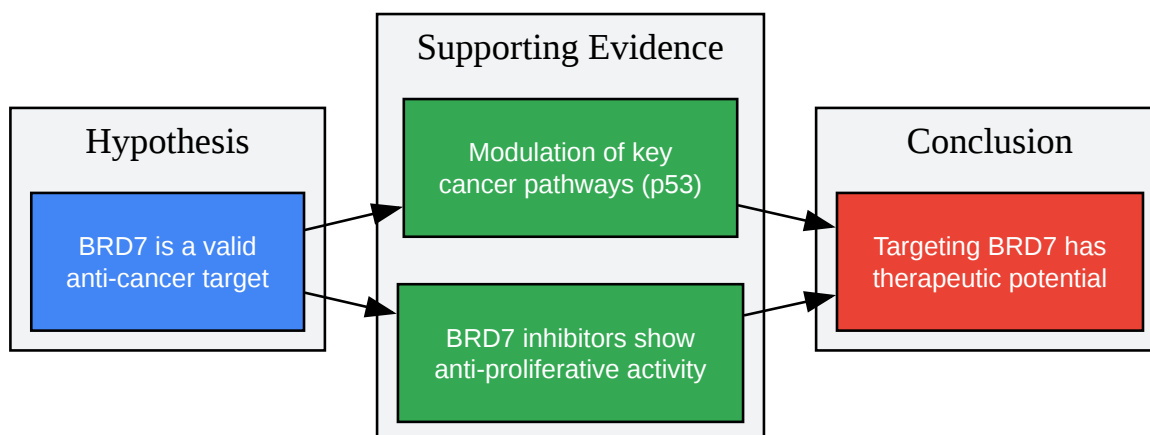 Hypothesis
BRD7 is a valid
anti-cancer target
Supporting Evidence
Modulation of key
cancer pathways (p53)
BRD7 inhibitors show
anti-proliferative activity
Conclusion
Targeting BRD7 has
therapeutic potential